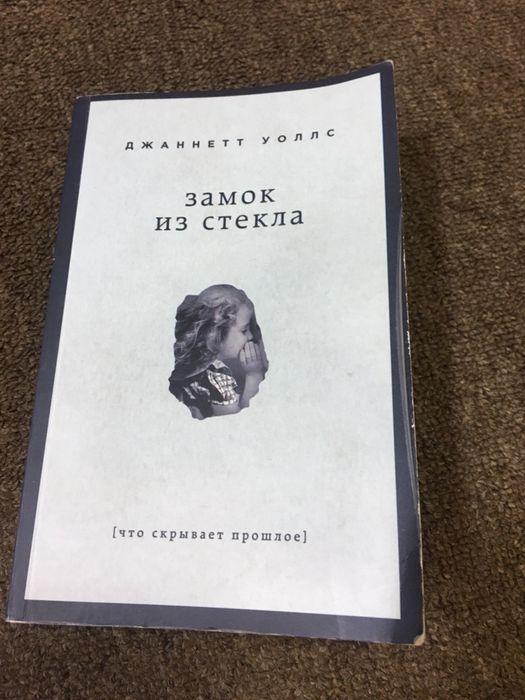 ДЖАННЕТТ УОЛЛС
замок
из стекла
[что скрывает прошлое]